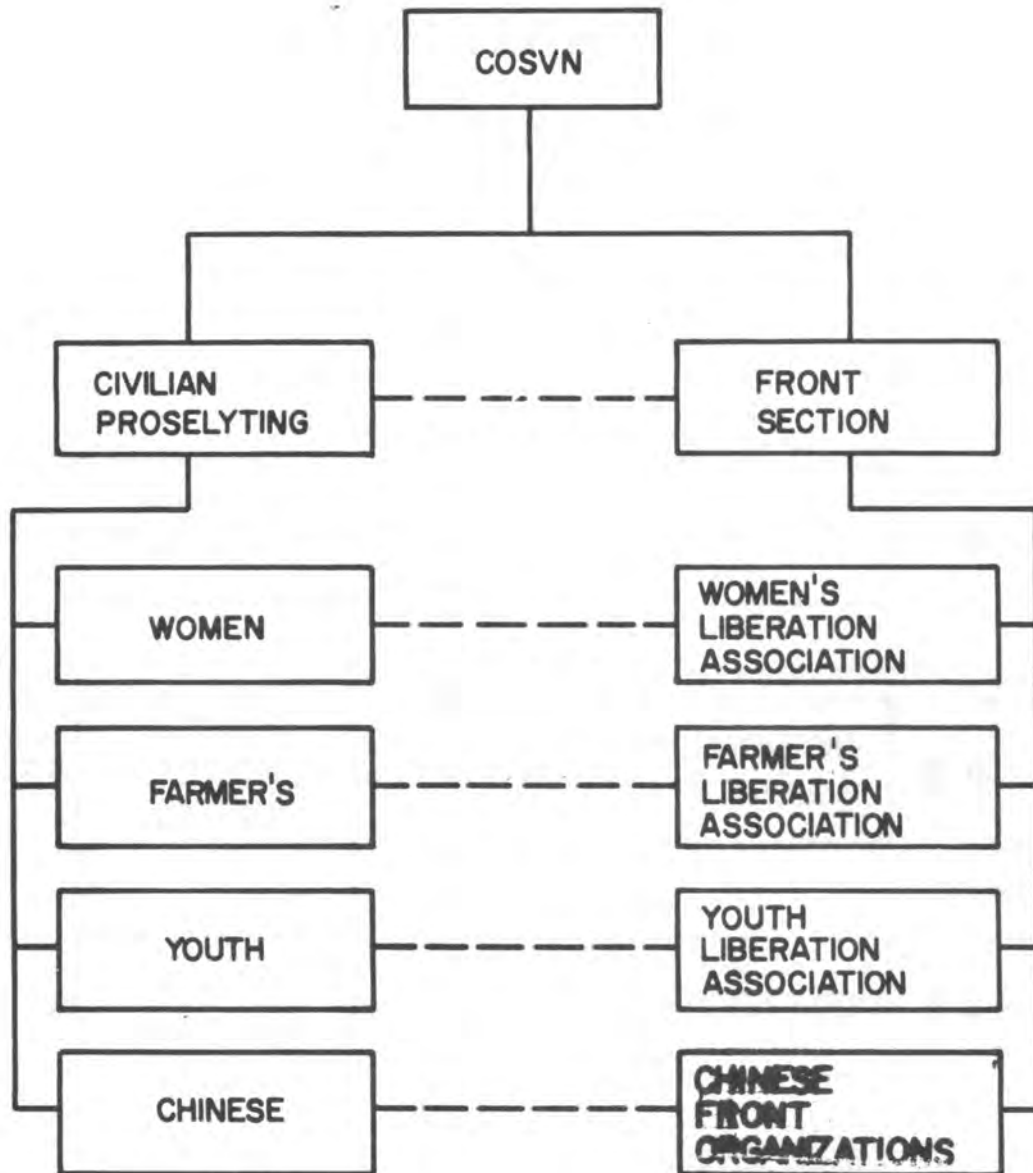 COSVN
CIVILIAN
PROSELYTING
FRONT
SECTION
WOMEN
WOMEN'S
LIBERATION
ASSOCIATION
FARMER'S
FARMER'S
LIBERATION
ASSOCIATION
YOUTH
YOUTH
LIBERATION
ASSOCIATION
CHINESE
CHINESE
FRONT
ORGANIZATIONS